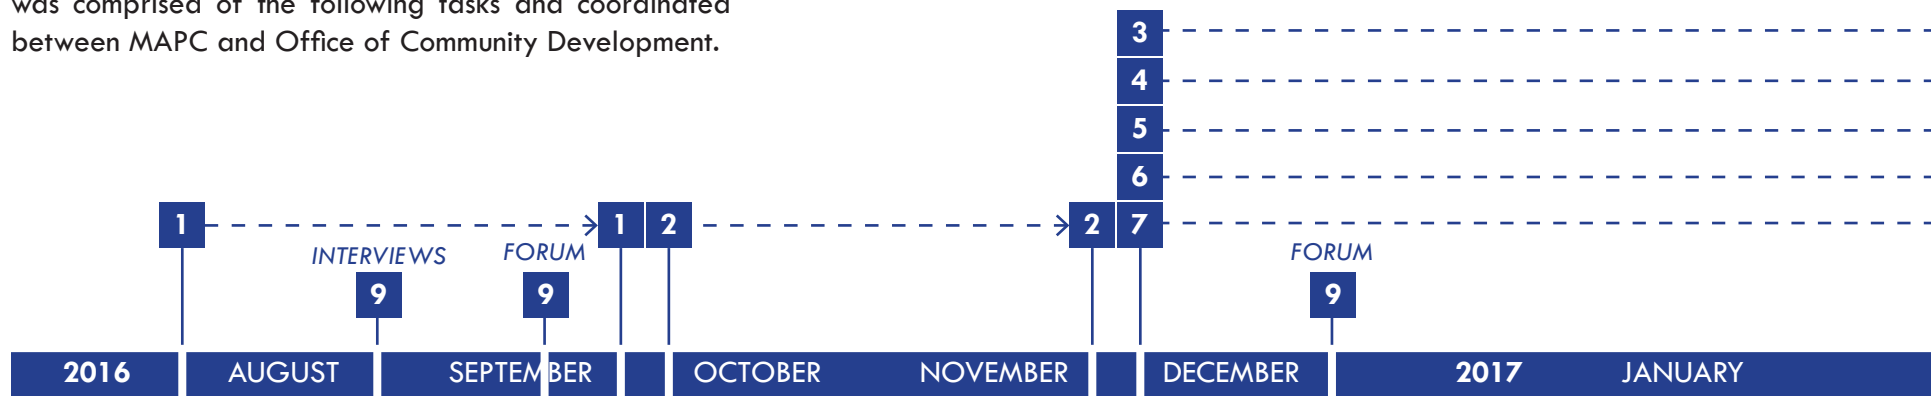 was comprised of the following tasks and coordinated
between MAPC and Office of Community Development.
3
4
5
6
1 1 2 2 7
INTERVIEWS FORUM FORUM
9 9 9
2016 AUGUST SEPTEMBER OCTOBER NOVEMBER DECEMBER 2017 JANUARY